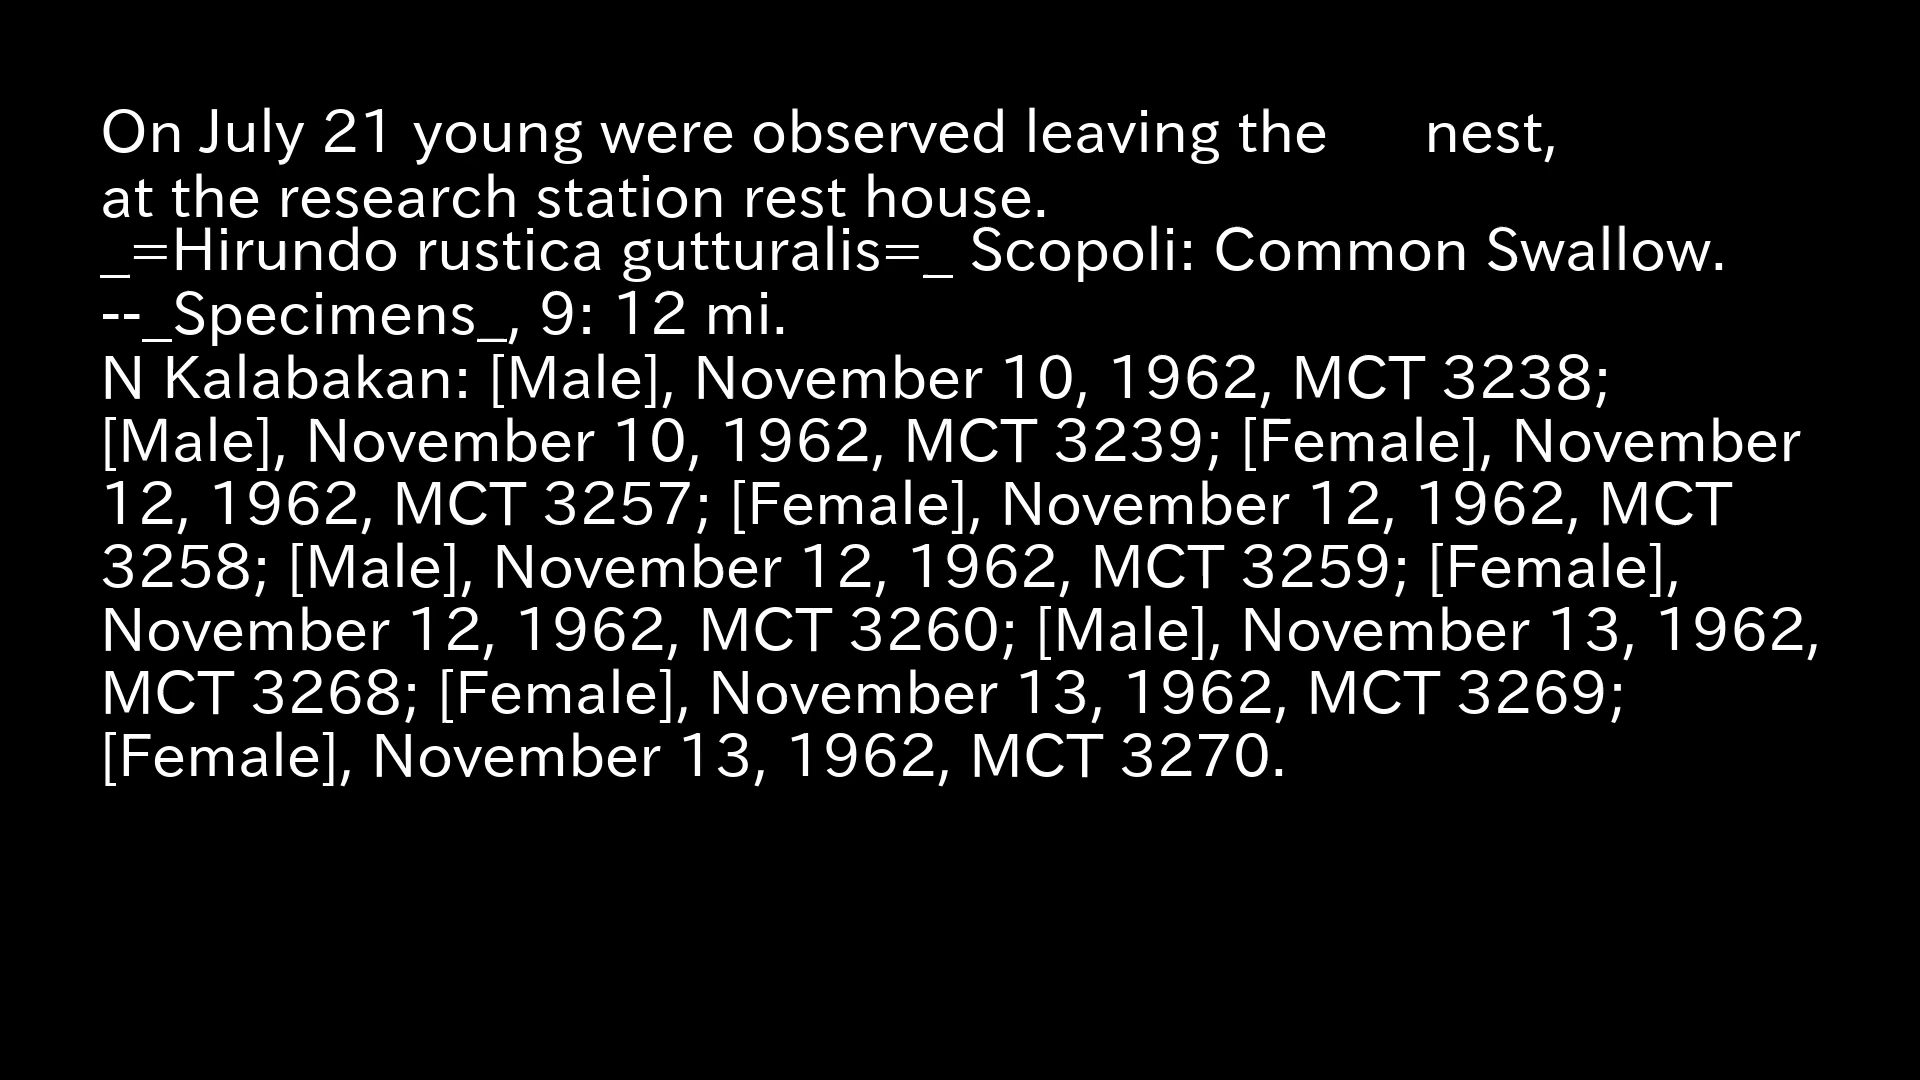 On July 21 young were observed leaving the nest,
at the research station rest house.
_=Hirundo rustica gutturalis=_ Scopoli: Common Swallow.
--_Specimens_, 9: 12 mi.
N Kalabakan: [Male], November 10, 1962, MCT 3238;
[Male], November 10, 1962, MCT 3239; [Female], November
12, 1962, MCT 3257; [Female], November 12, 1962, MCT
3258; [Male], November 12, 1962, MCT 3259; [Female],
November 12, 1962, MCT 3260; [Male], November 13, 1962,
MCT 3268; [Female], November 13, 1962, MCT 3269;
[Female], November 13, 1962, MCT 3270.